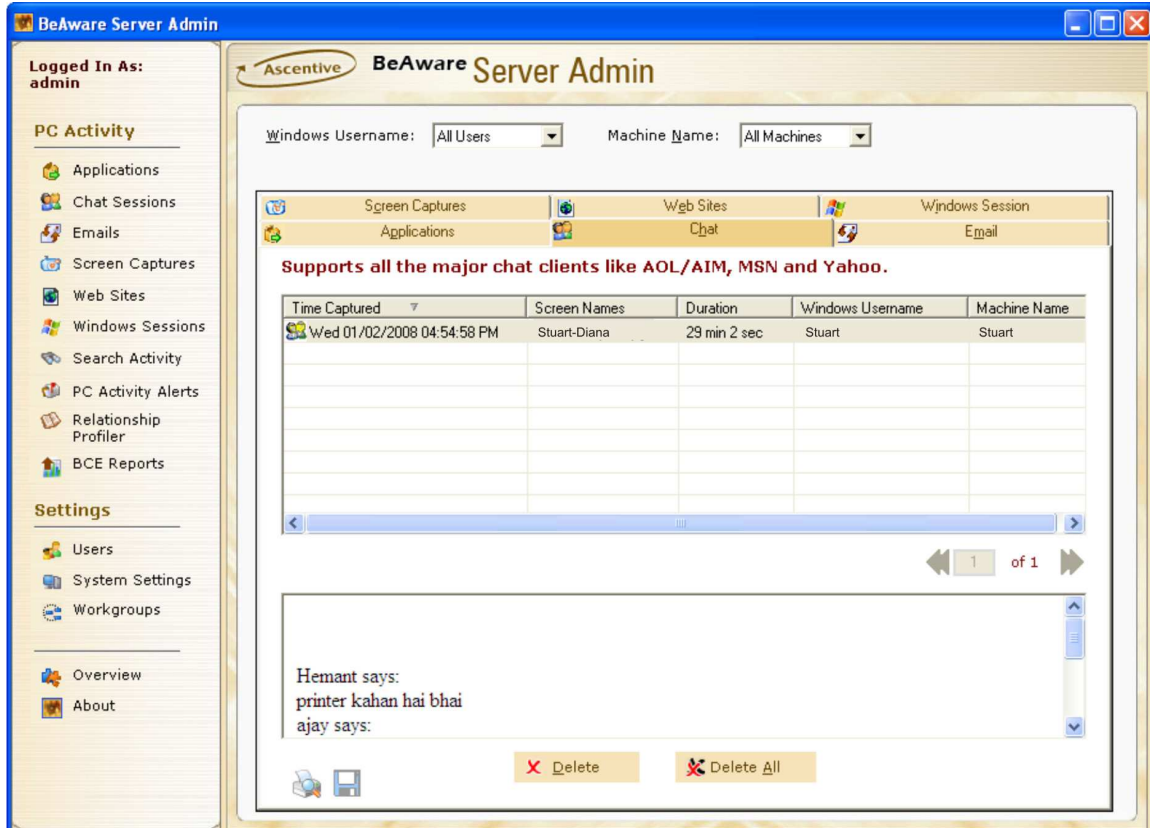 BeAware Server Admin
Logged In As:
admin
PC Activity
Applications
Chat Sessions
Emails
Screen Captures
Web Sites
Windows Sessions
Search Activity
PC Activity Alerts
Relationship
Profiler
BCE Reports
Settings
Users
System Settings
Workgroups
Overview
About
Ascentive BeAware Server Admin
Windows Username: All Users Machine Name: All Machines
Screen Captures Web Sites Windows Session
Applications Chat Email
Supports all the major chat clients like AOL/AIM, MSN and Yahoo.
Time Captured Screen Names Duration Windows Username Machine Name
Wed 01/02/2008 04:54:58 PM Stuart-Diana 29 min 2 sec Stuart Stuart
1 of 1
Hemant says:
printer kahan hai bhai
ajay says:
Delete Delete All